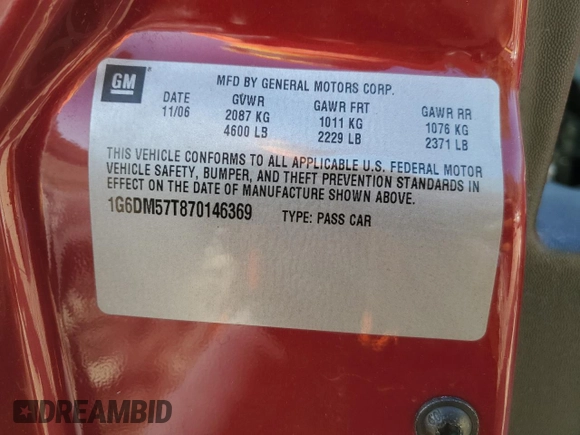 GM ®
MFD BY GENERAL MOTORS CORP.
DATE GVWR GAWR FRT GAWR RR
11/06 2087 KG 1011 KG 1076 KG
4600 LB 2229 LB 2371 LB
THIS VEHICLE CONFORMS TO ALL APPLICABLE U.S. FEDERAL MOTOR
VEHICLE SAFETY, BUMPER, AND THEFT PREVENTION STANDARDS IN
EFFECT ON THE DATE OF MANUFACTURE SHOWN ABOVE.
1G6DM57T870146369 TYPE: PASS CAR
DREAMBID